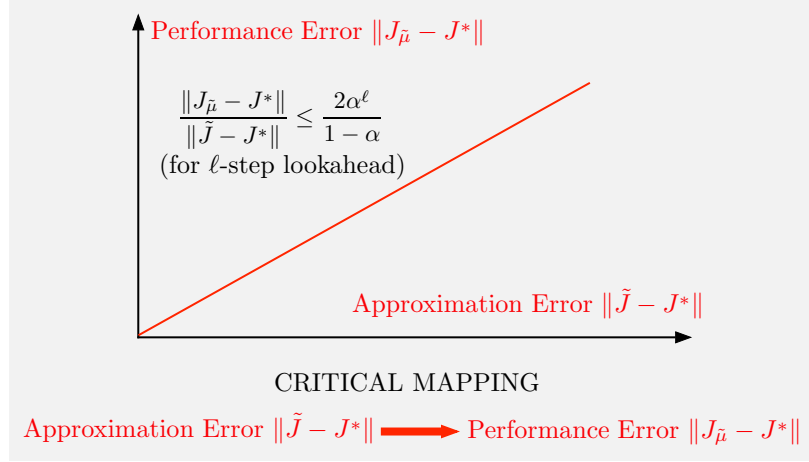 Performance Error ‖J_μ̃ − J*‖
‖J_μ̃ − J*‖ / ‖J̃ − J*‖ ≤ 2α^ℓ / 1 − α
(for ℓ-step lookahead)
Approximation Error ‖J̃ − J*‖
CRITICAL MAPPING
Approximation Error ‖J̃ − J*‖ Performance Error ‖J_μ̃ − J*‖